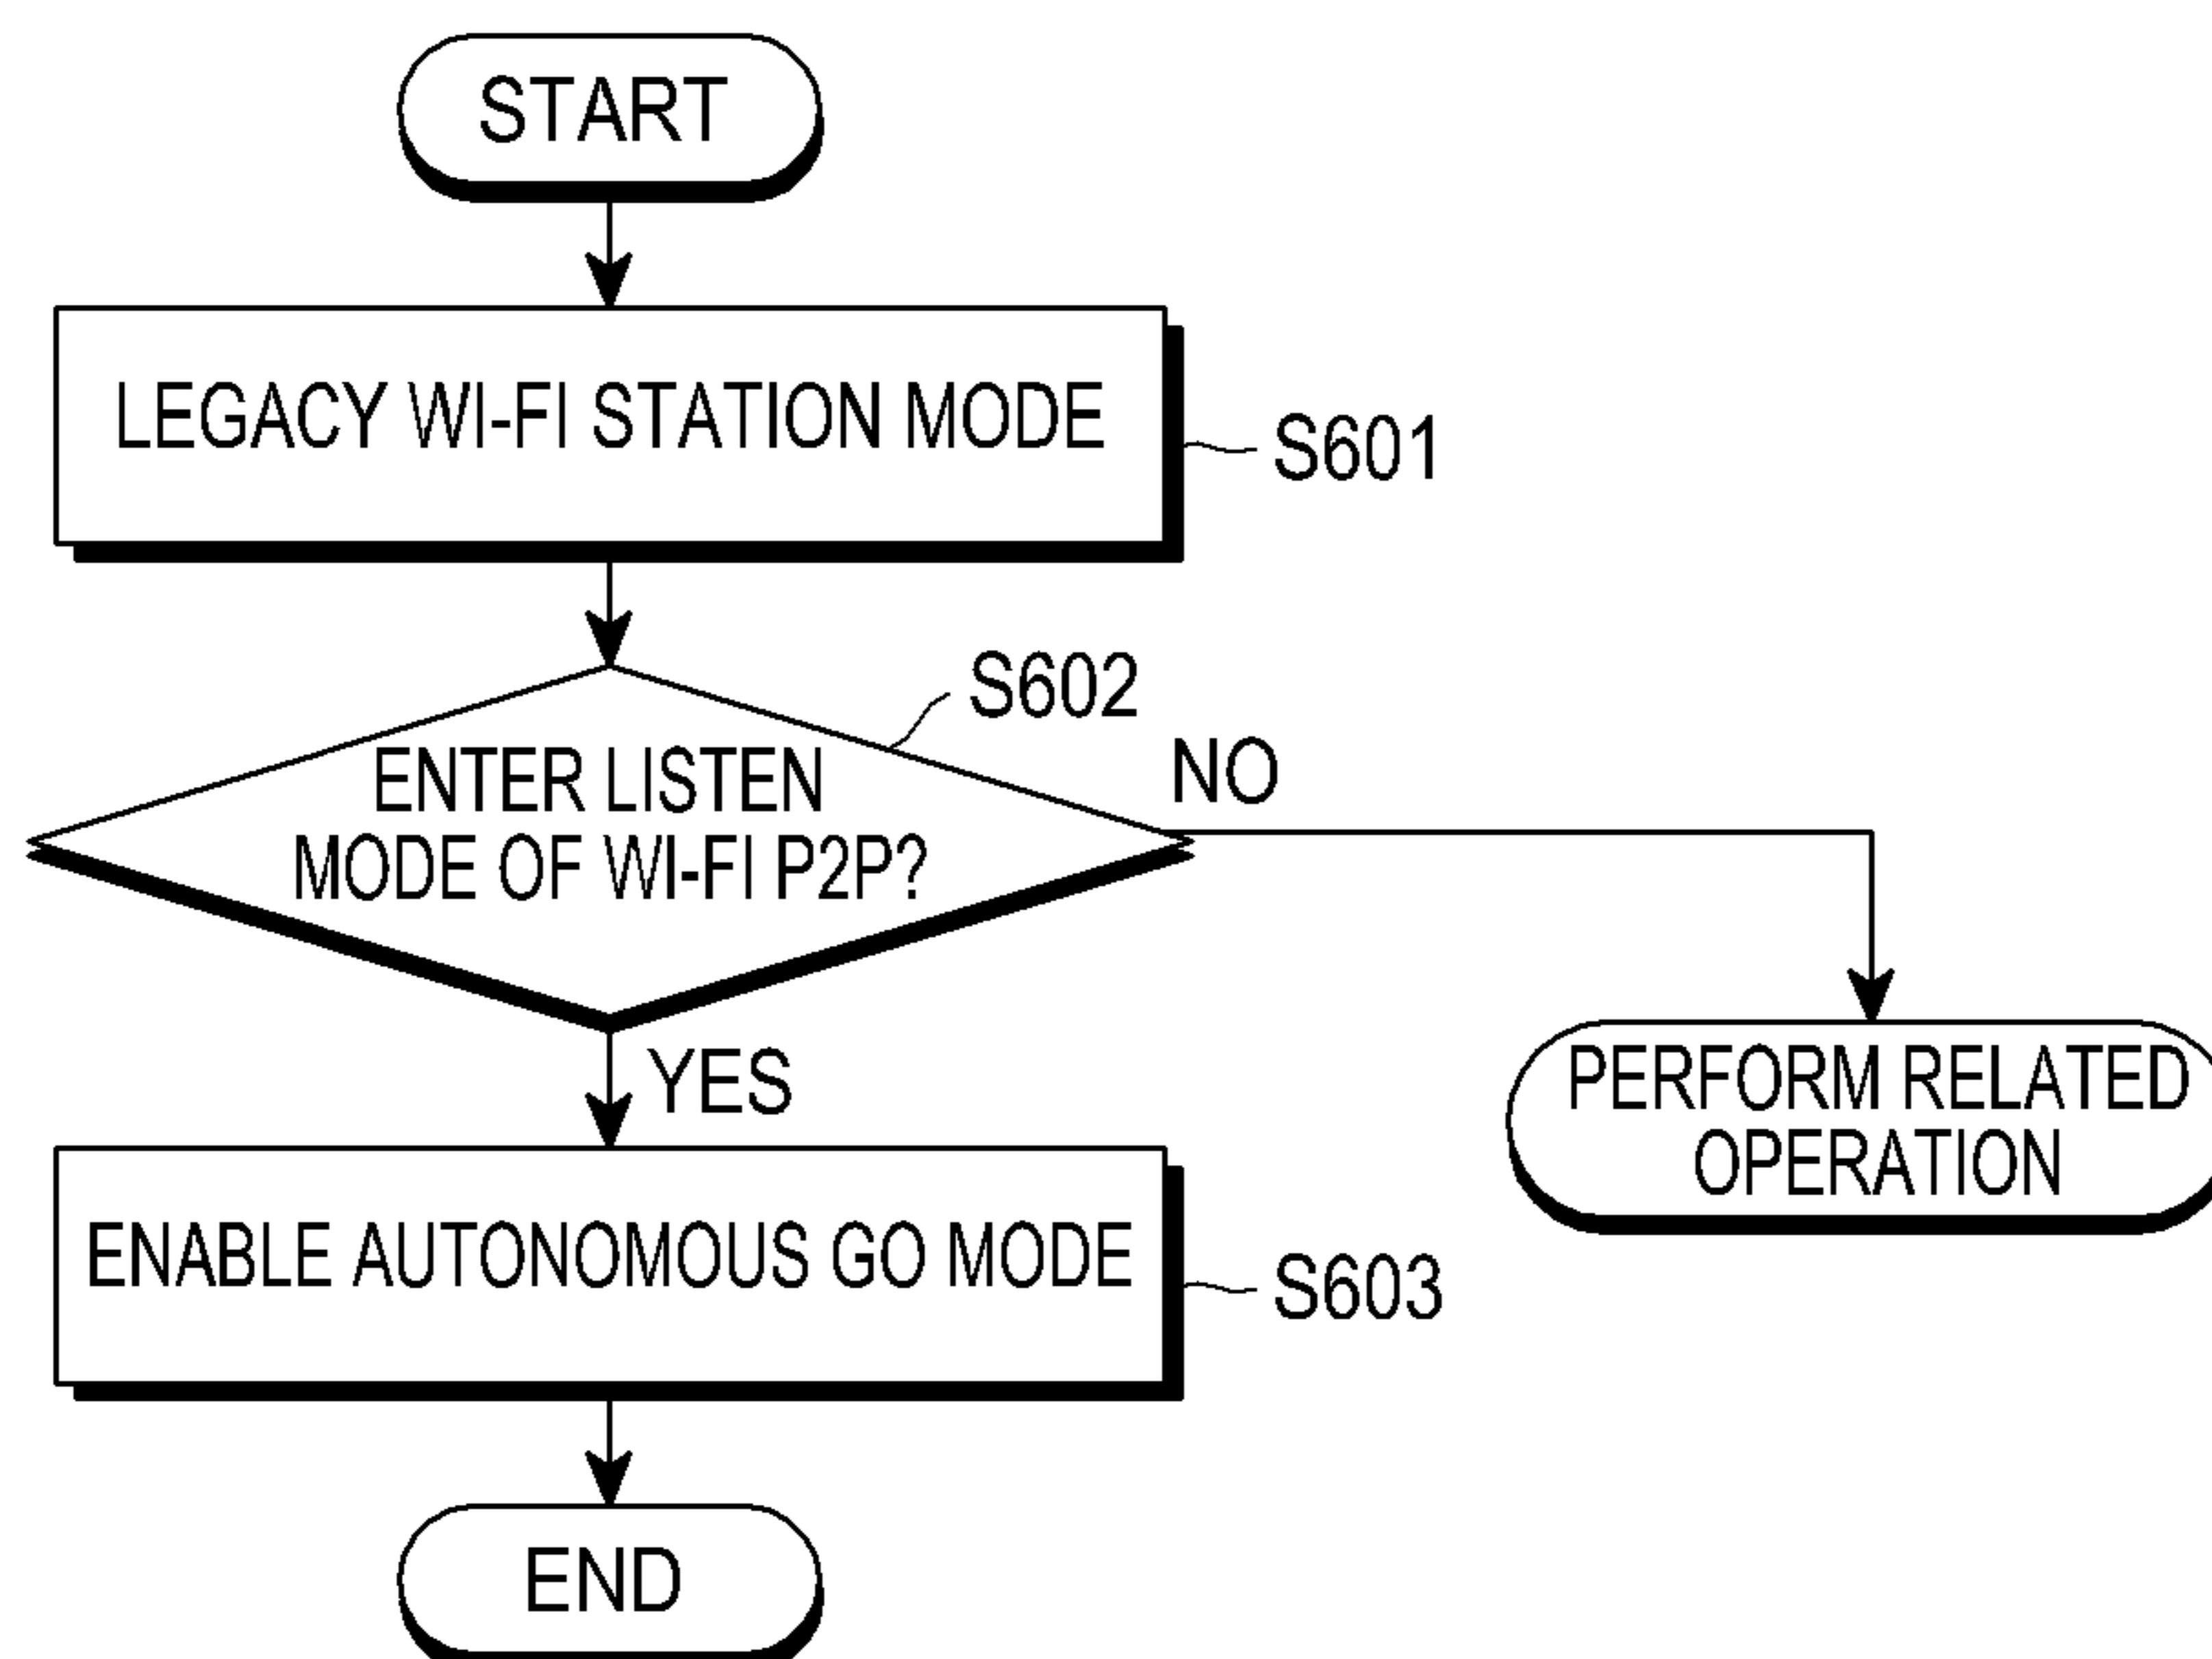 START
LEGACY WI-FI STATION MODE
S601
S602
ENTER LISTEN
MODE OF WI-FI P2P?
NO
YES
PERFORM RELATED
OPERATION
ENABLE AUTONOMOUS GO MODE
S603
END